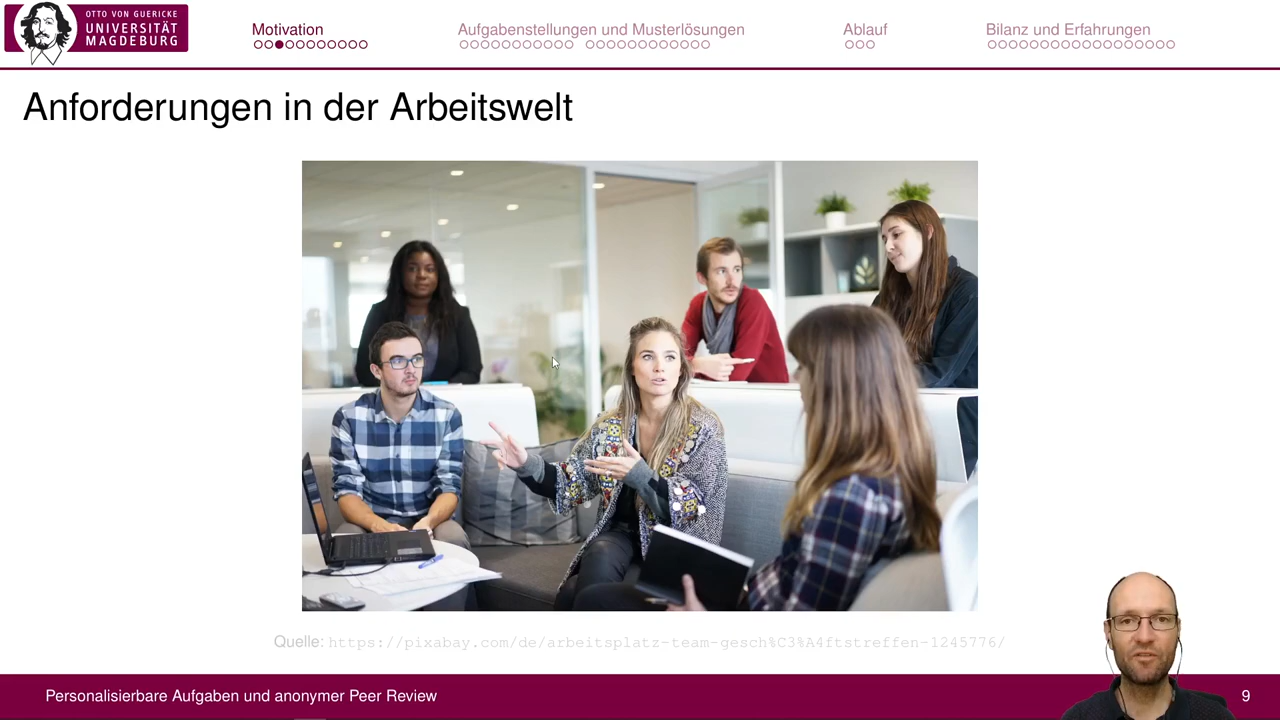 OTTO VON GUERICKE
UNIVERSITÄT
MAGDEBURG
Motivation
Aufgabenstellungen und Musterlösungen
Ablauf
Bilanz und Erfahrungen
Anforderungen in der Arbeitswelt
Quelle: https://pixabay.com/de/arbeitsplatz-team-gesch%C3%A4ftstreffen-1245776/
Personalisierbare Aufgaben und anonymer Peer Review
9